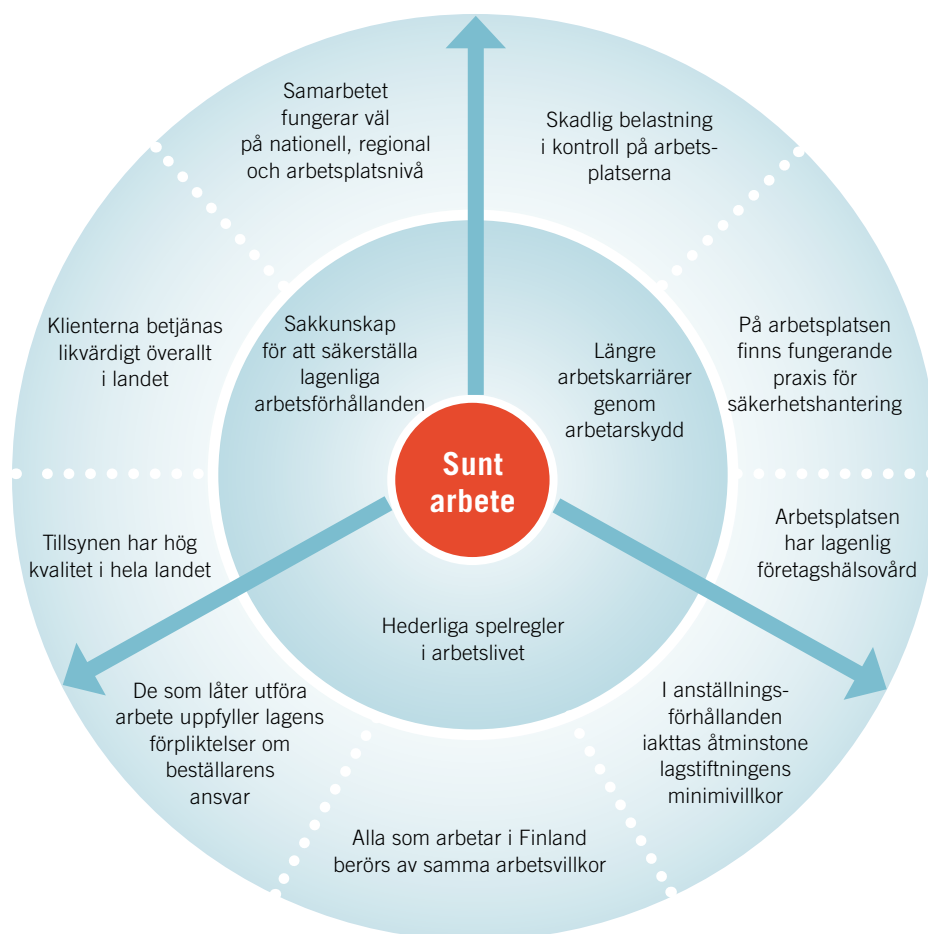 Samarbetet
fungerar väl
på nationell, regional
och arbetsplatsnivå
Skadlig belastning
i kontroll på arbets-
platserna
Klienterna betjänas
likvärdigt överallt
i landet
Sakkunskap
för att säkerställa
lagenliga
arbetsförhållanden
Längre
arbetskarriärer
genom
arbetarskydd
På arbetsplatsen
finns fungerande
praxis för
säkerhetshantering
Sunt
arbete
Tillsynen har hög
kvalitet i hela landet
Arbetsplatsen
har lagenlig
företagshälsovård
Hederliga spelregler
i arbetslivet
De som låter utföra
arbete uppfyller lagens
förpliktelser om
beställarens
ansvar
I anställnings-
förhållanden
iakttas åtminstone
lagstiftningens
minimivillkor
Alla som arbetar i Finland
berörs av samma arbetsvillkor